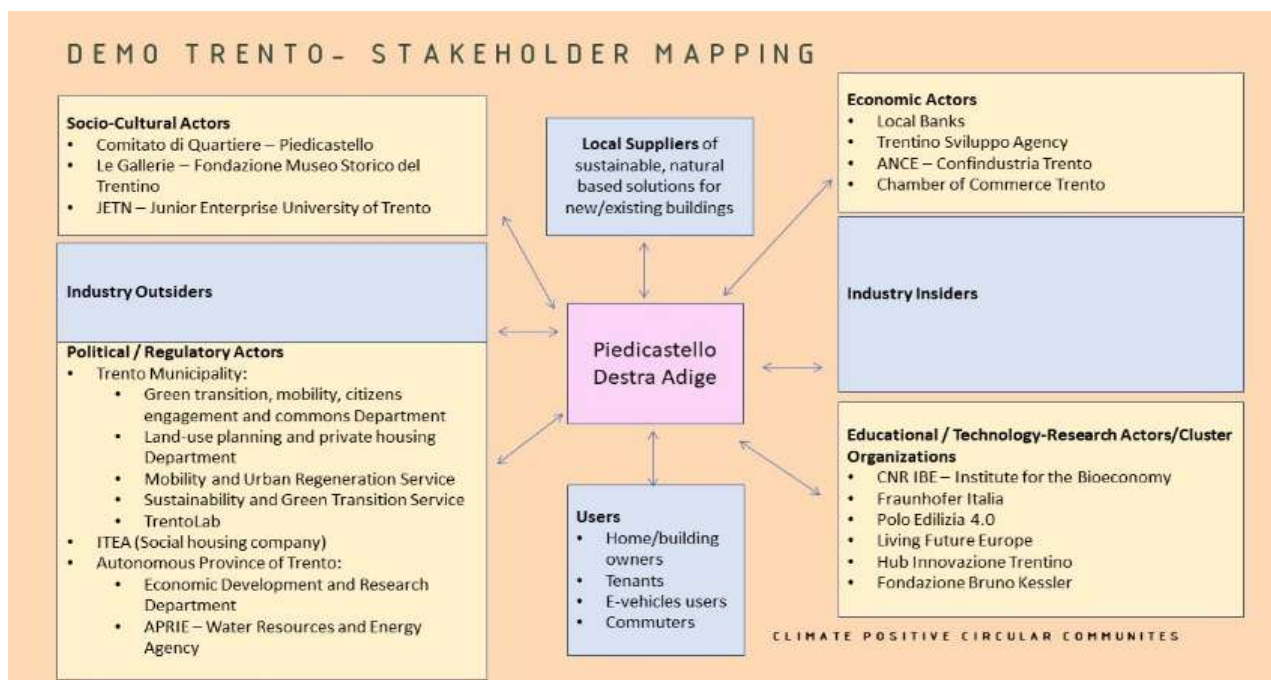 DEMO TRENTO- STAKEHOLDER MAPPING
Socio-Cultural Actors
• Comitato di Quartiere – Piedicastello
• Le Gallerie – Fondazione Museo Storico del
Trentino
• JETN – Junior Enterprise University of Trento
Industry Outsiders
Political / Regulatory Actors
• Trento Municipality:
• Green transition, mobility, citizens
engagement and commons Department
• Land-use planning and private housing
Department
• Mobility and Urban Regeneration Service
• Sustainability and Green Transition Service
• TrentoLab
• ITEA (Social housing company)
• Autonomous Province of Trento:
• Economic Development and Research
Department
• APRIE – Water Resources and Energy
Agency
Local Suppliers of
sustainable, natural
based solutions for
new/existing buildings
Piedicastello
Destra Adige
Users
• Home/building
owners
• Tenants
• E-vehicles users
• Commuters
Economic Actors
• Local Banks
• Trentino Sviluppo Agency
• ANCE – Confindustria Trento
• Chamber of Commerce Trento
Industry Insiders
Educational / Technology-Research Actors/Cluster
Organizations
• CNR IBE – Institute for the Bioeconomy
• Fraunhofer Italia
• Polo Edilizia 4.0
• Living Future Europe
• Hub Innovazione Trentino
• Fondazione Bruno Kessler
CLIMATE POSITIVE CIRCULAR COMMUNITES